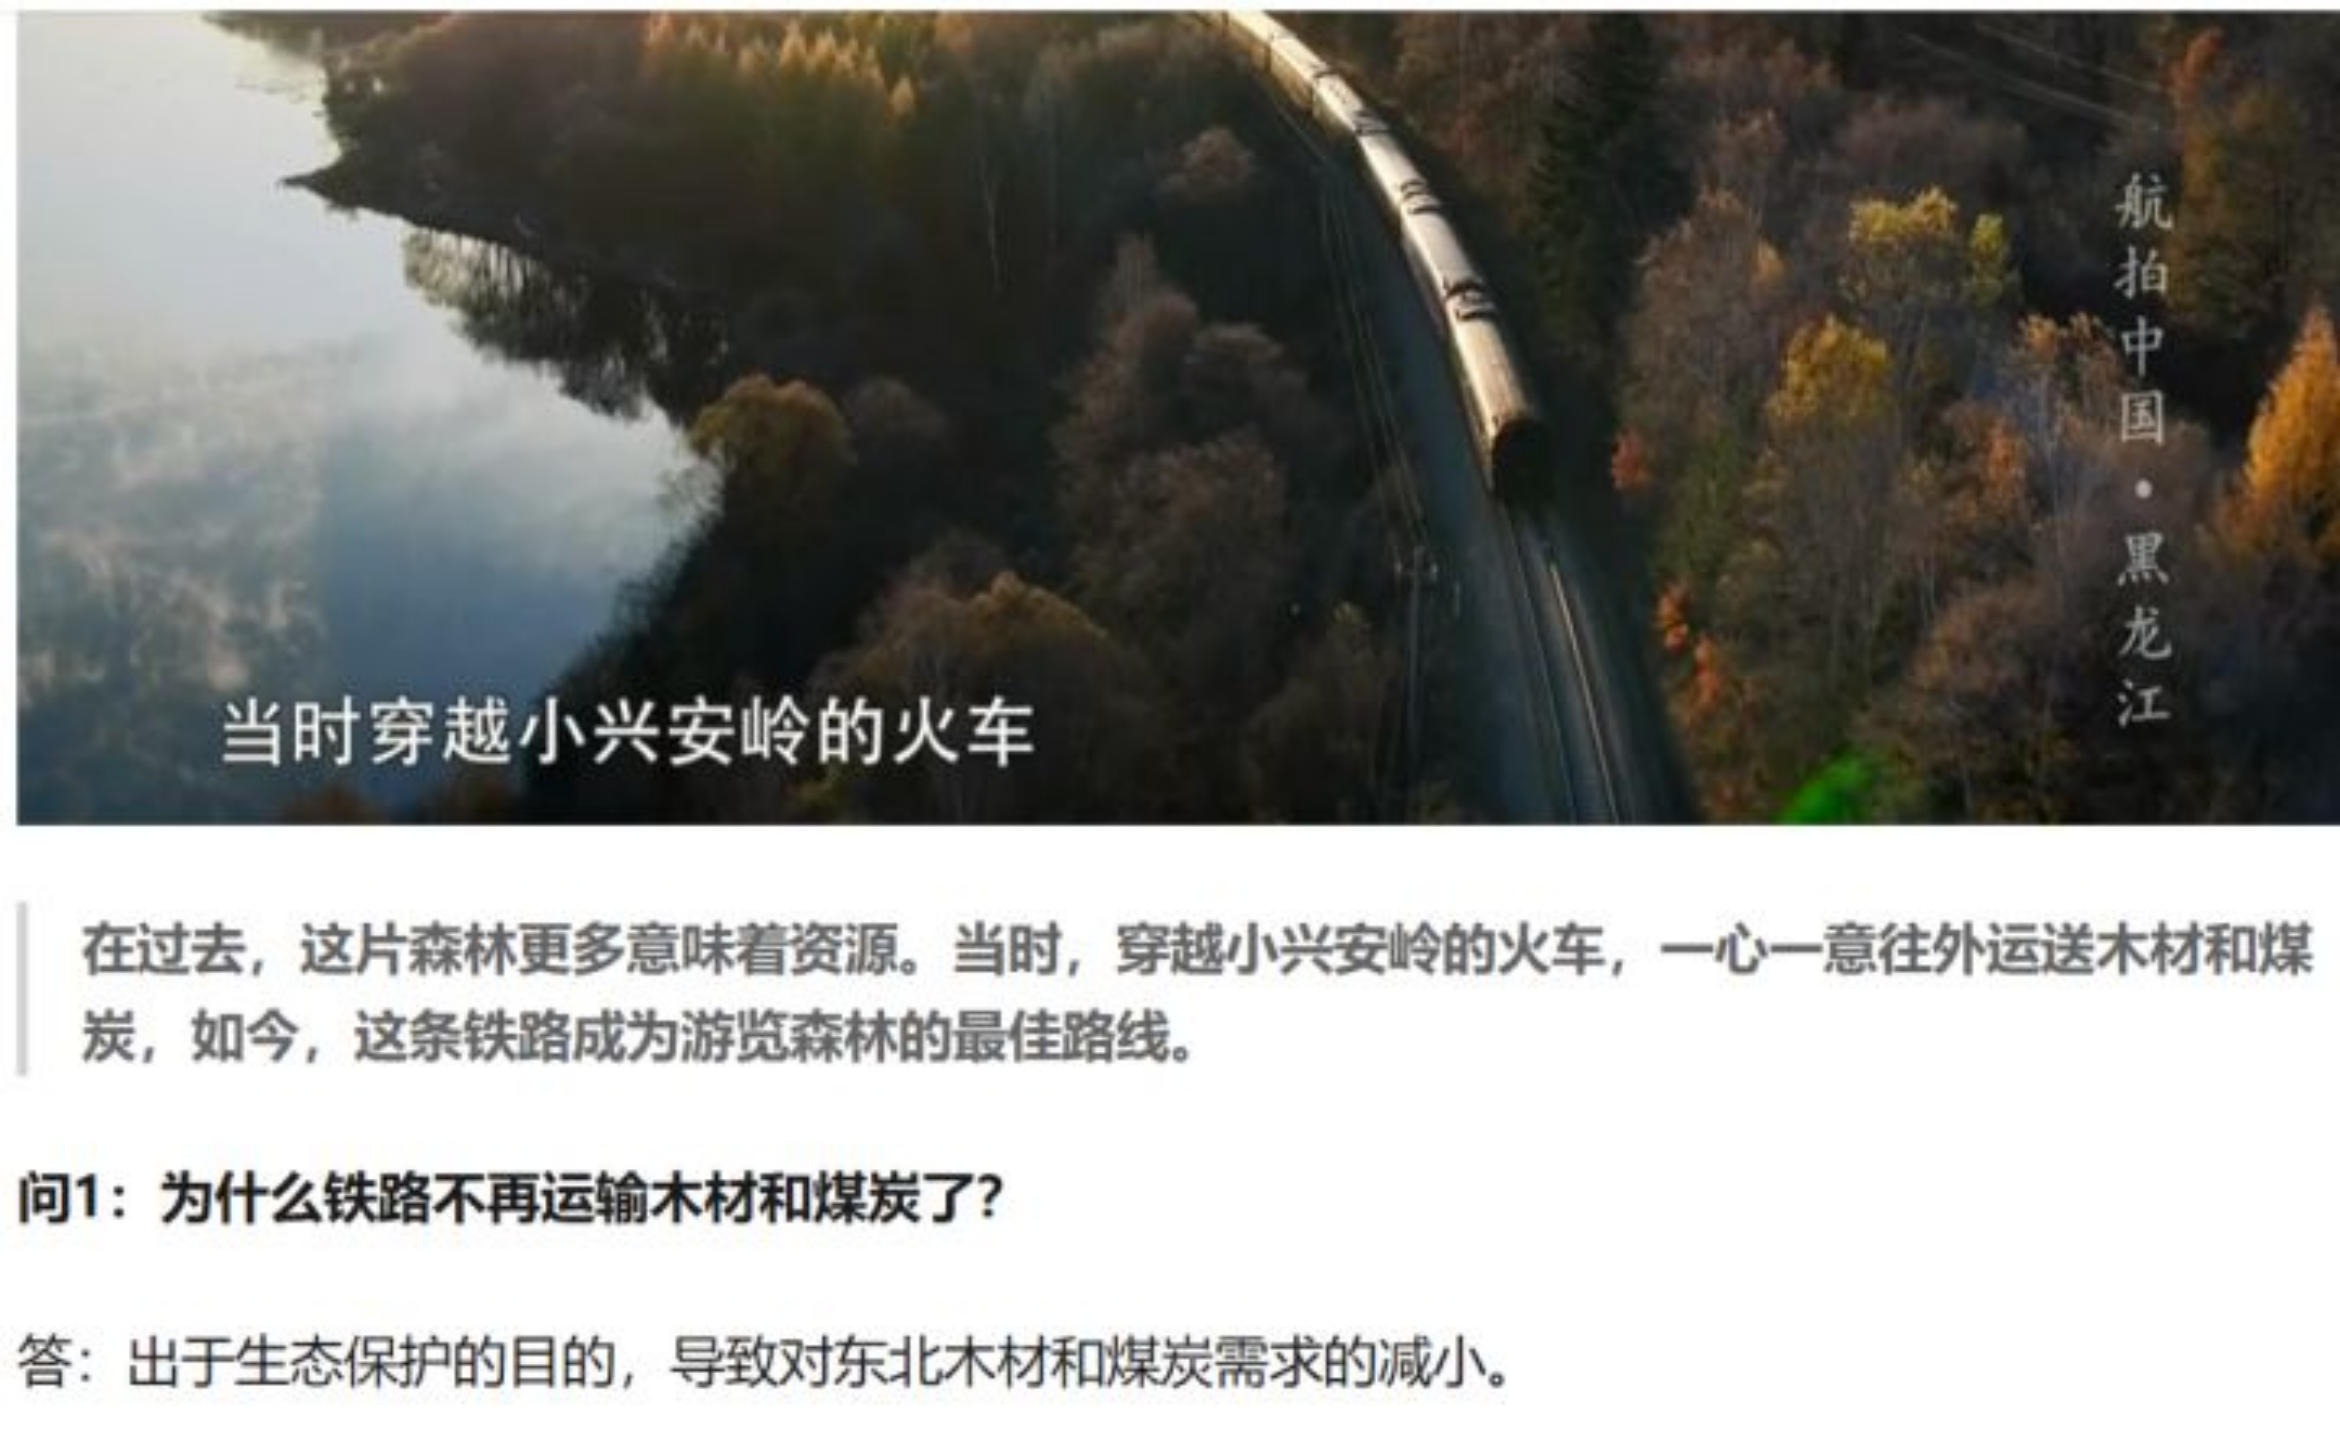 航拍中国·黑龙江
当时穿越小兴安岭的火车
在过去，这片森林更多意味着资源。当时，穿越小兴安岭的火车，一心一意往外运送木材和煤
炭，如今，这条铁路成为游览森林的最佳路线。
问1：为什么铁路不再运输木材和煤炭了？
答：出于生态保护的目的，导致对东北木材和煤炭需求的减小。